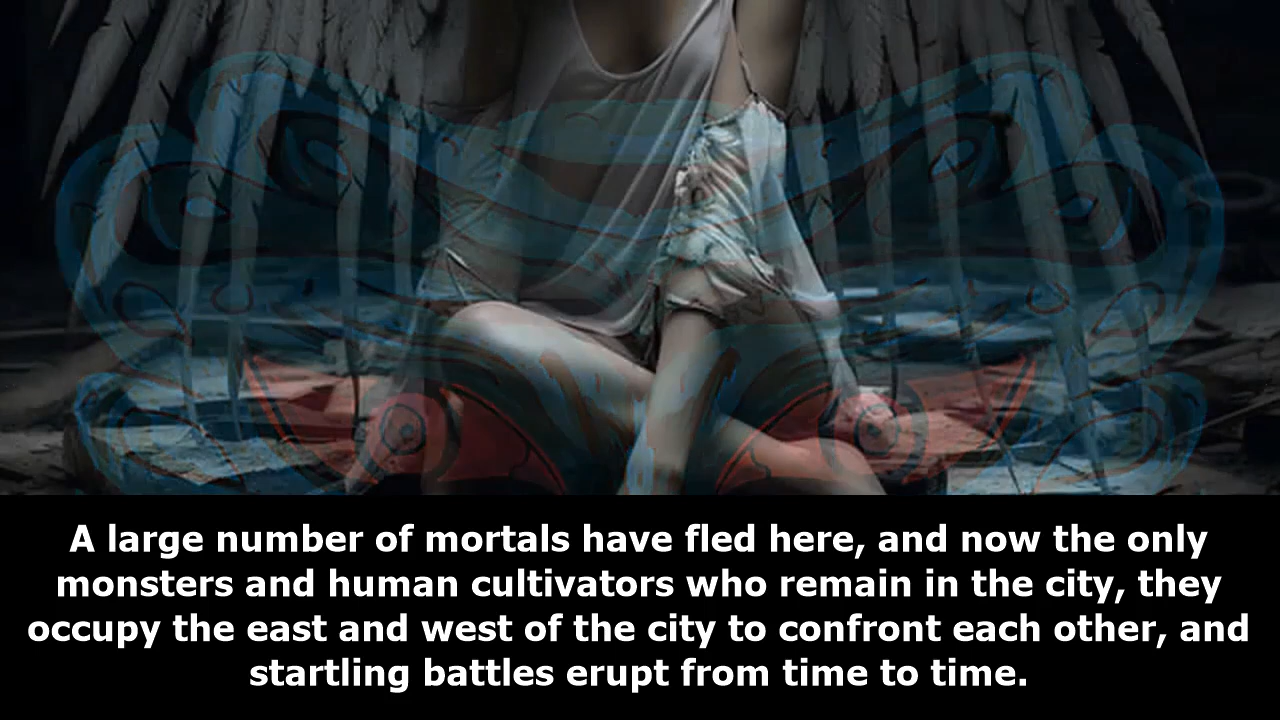 A large number of mortals have fled here, and now the only
monsters and human cultivators who remain in the city, they
occupy the east and west of the city to confront each other, and
startling battles erupt from time to time.